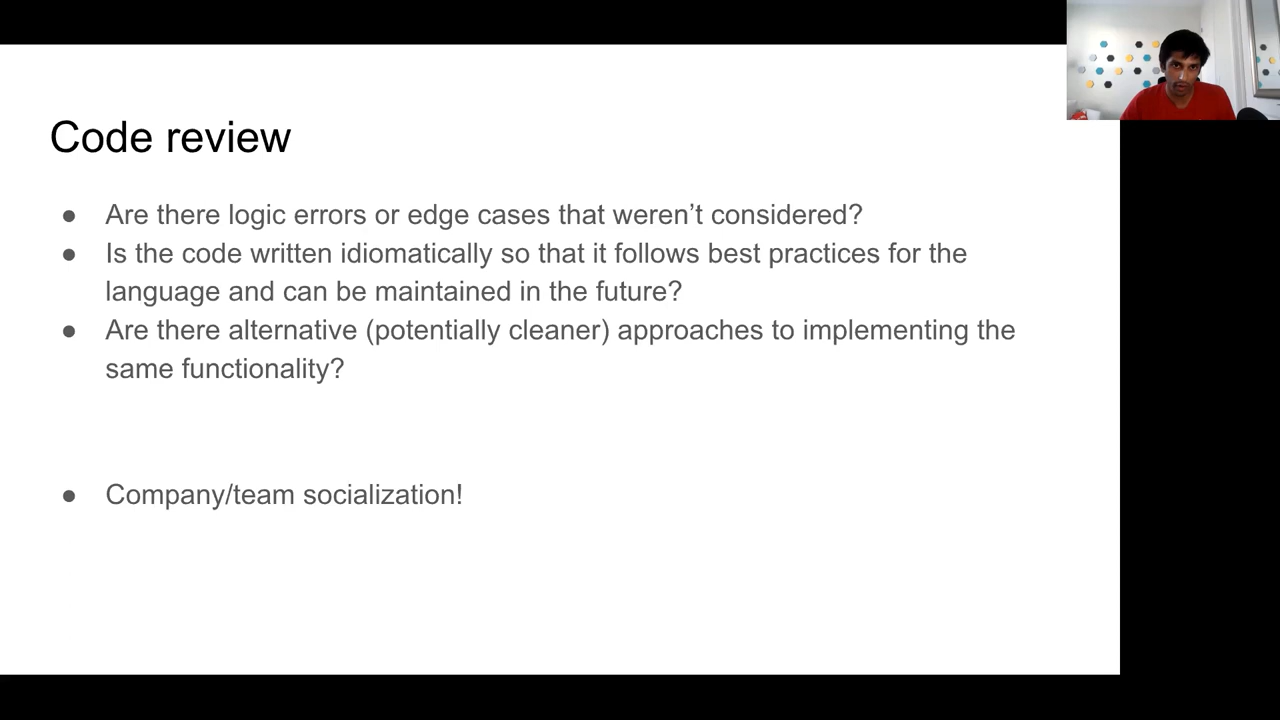 Code review
● Are there logic errors or edge cases that weren’t considered?
● Is the code written idiomatically so that it follows best practices for the
language and can be maintained in the future?
● Are there alternative (potentially cleaner) approaches to implementing the
same functionality?
● Company/team socialization!